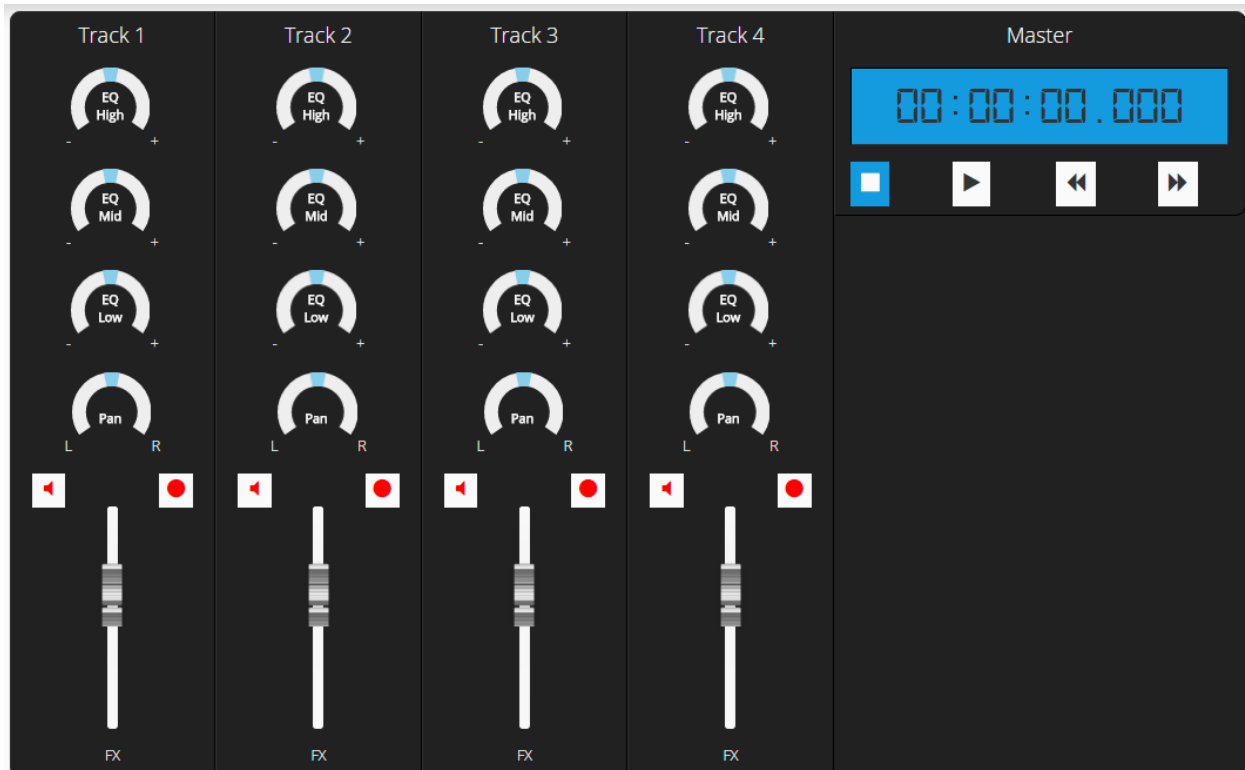 Track 1 Track 2 Track 3 Track 4 Master
EQ High EQ High EQ High EQ High
- + - + - + - +
00:00:00.000
EQ Mid EQ Mid EQ Mid EQ Mid
- + - + - + - +
EQ Low EQ Low EQ Low EQ Low
- + - + - + - +
Pan Pan Pan Pan
L R L R L R L R
FX FX FX FX